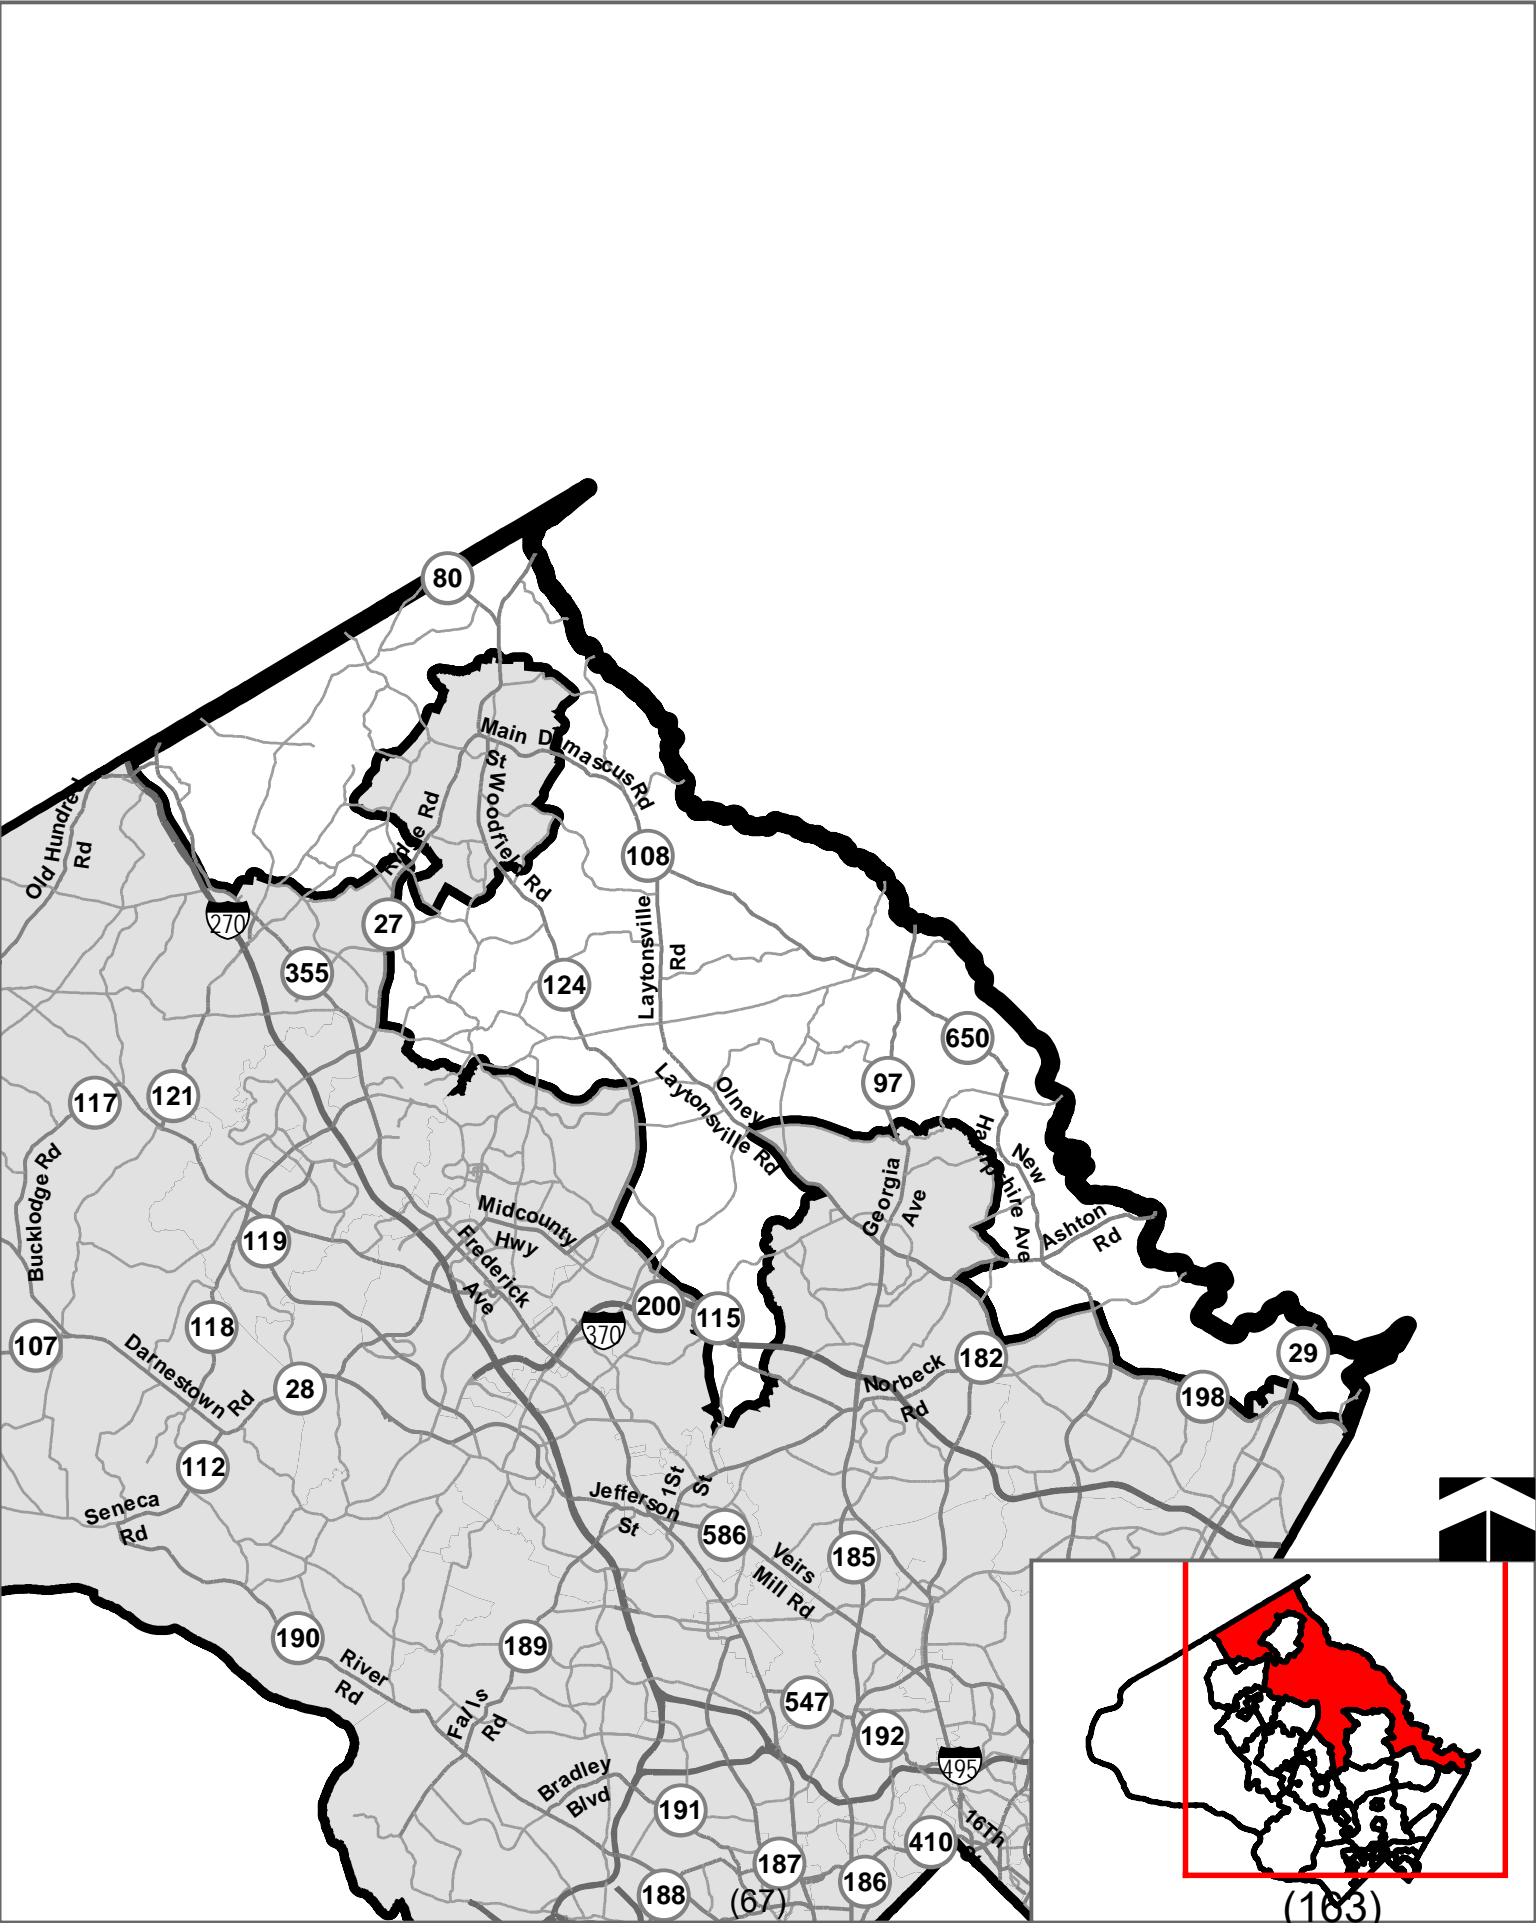 80
Main
St
Damascus Rd
Old Hundred
Rd
Ridge Rd
Woodfield Rd
108
270
27
355
124
Laytonsville
Rd
650
97
117
121
Olney
Laytonsville Rd
Bucklodge Rd
Georgia
Ave
New
Hampshire Ave
Ashton
Rd
Midcounty
Hwy
119
Frederick
Ave
200
115
370
118
107
Darnestown Rd
28
182
29
Norbeck
Rd
198
112
Seneca
Rd
1St
St
Jefferson
St
586
Veirs
Mill Rd
185
190
189
River
Rd
Falls
Rd
547
192
495
Bradley
Blvd
191
16Th
St
410
187
186
188
(67)
(163)